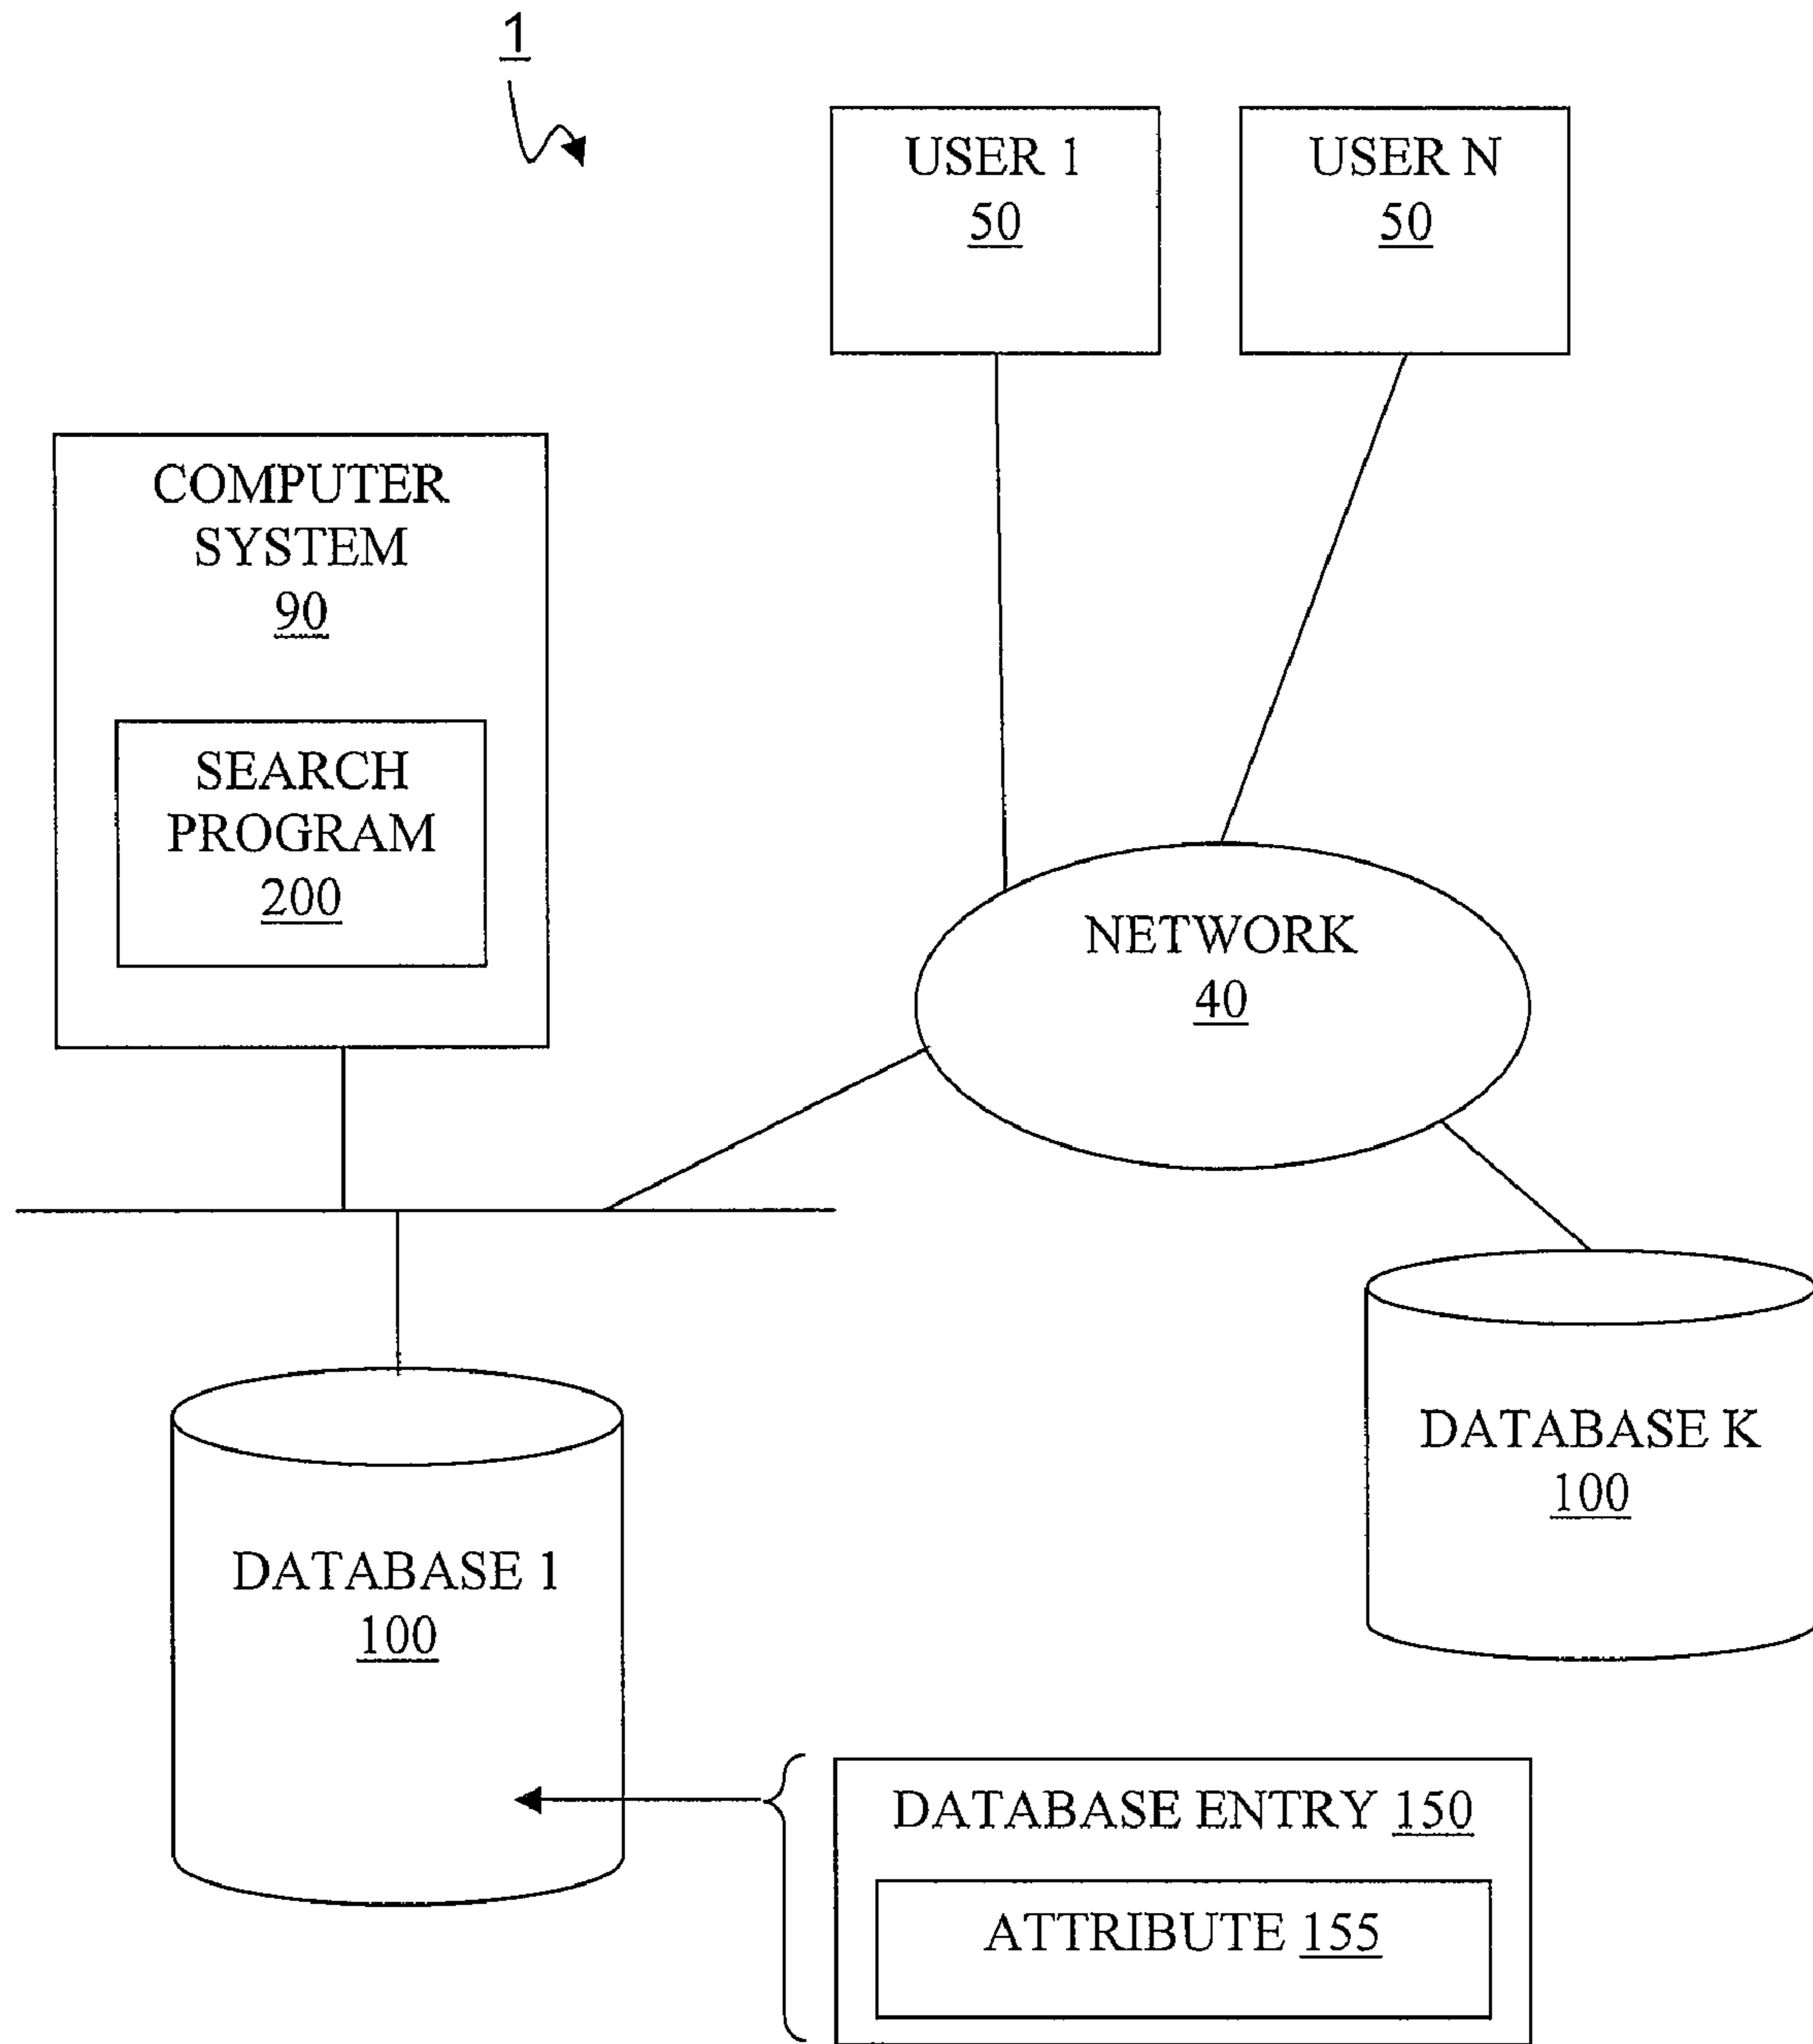 1
USER 1
50
USER N
50
COMPUTER
SYSTEM
90
SEARCH
PROGRAM
200
NETWORK
40
DATABASE K
100
DATABASE 1
100
DATABASE ENTRY 150
ATTRIBUTE 155